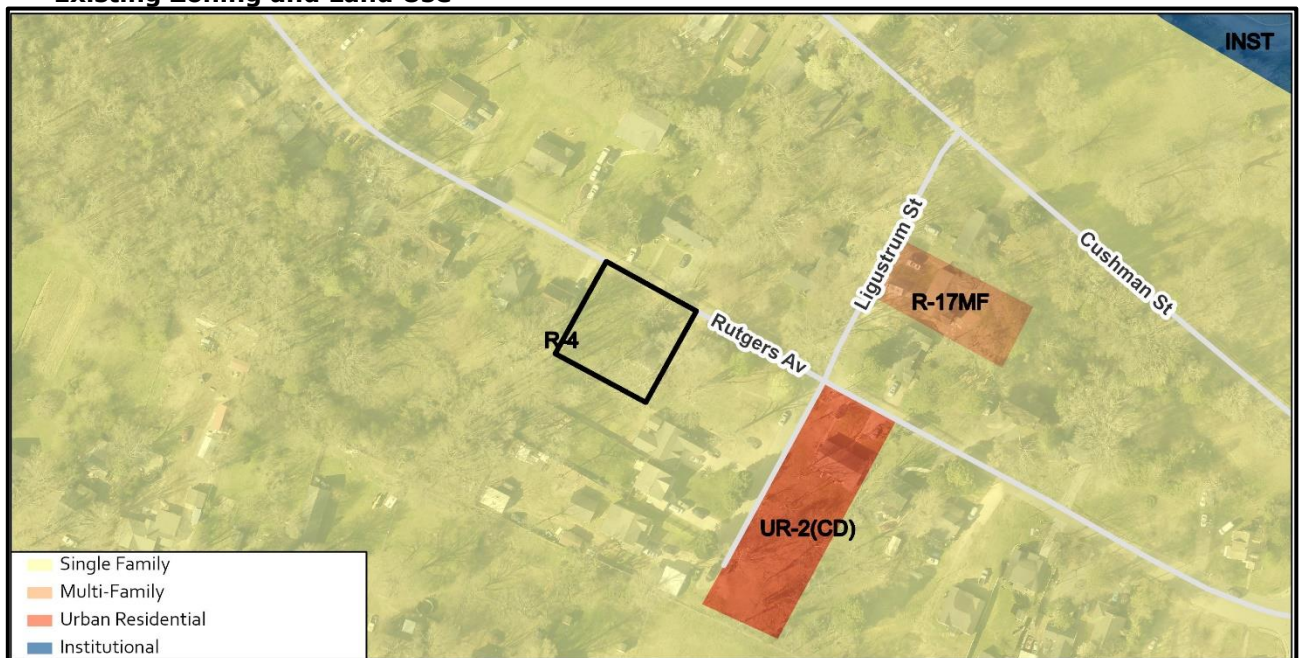 Existing Zoning and Land Use
INST
Ligustrum St
Cushman St
R-17MF
Rutgers Av
R-4
UR-2(CD)
Single Family
Multi-Family
Urban Residential
Institutional